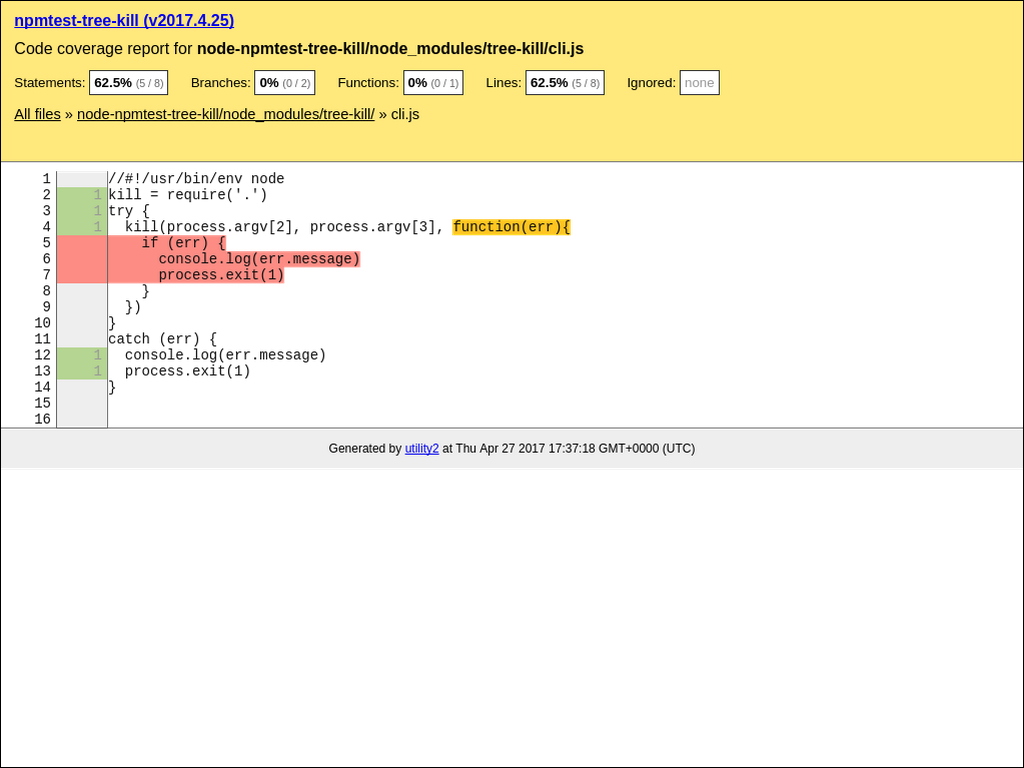 npmtest-tree-kill (v2017.4.25)
Code coverage report for node-npmtest-tree-kill/node_modules/tree-kill/cli.js
Statements: 62.5% (5 / 8) Branches: 0% (0 / 2) Functions: 0% (0 / 1) Lines: 62.5% (5 / 8) Ignored: none
All files » node-npmtest-tree-kill/node_modules/tree-kill/ » cli.js
1 //#!/usr/bin/env node
2 1 kill = require('.')
3 1 try {
4 1   kill(process.argv[2], process.argv[3], function(err){
5     if (err) {
6       console.log(err.message)
7       process.exit(1)
8     }
9   })
10 }
11 catch (err) {
12 1   console.log(err.message)
13 1   process.exit(1)
14 }
15
16
Generated by utility2 at Thu Apr 27 2017 17:37:18 GMT+0000 (UTC)